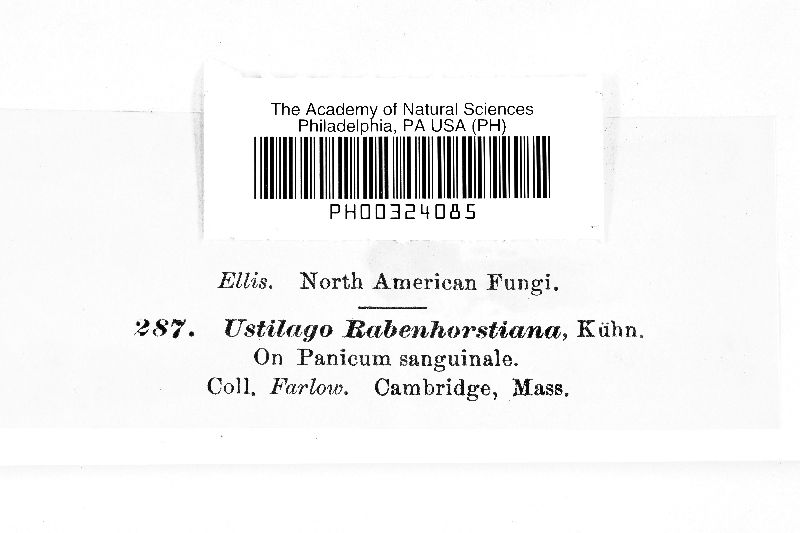 The Academy of Natural Sciences
Philadelphia, PA USA (PH)
PH00324085
Ellis. North American Fungi.
287. Ustilago Rabenhorstiana, Kühn.
On Panicum sanguinale.
Coll. Farlow. Cambridge, Mass.